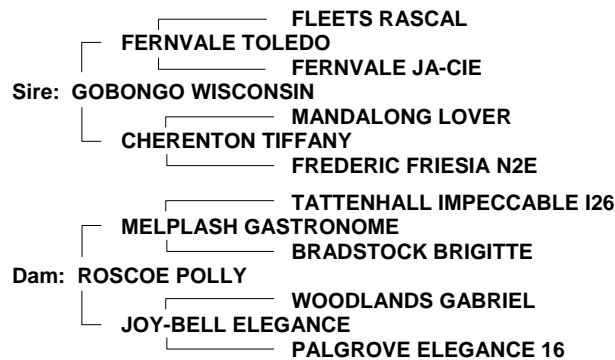 FLEETS RASCAL
FERNVALE TOLEDO
FERNVALE JA-CIE
Sire: GOBONGO WISCONSIN
MANDALONG LOVER
CHERENTON TIFFANY
FREDERIC FRIESIA N2E
TATTENHALL IMPECCABLE I26
MELPLASH GASTRONOME
BRADSTOCK BRIGITTE
Dam: ROSCOE POLLY
WOODLANDS GABRIEL
JOY-BELL ELEGANCE
PALGROVE ELEGANCE 16